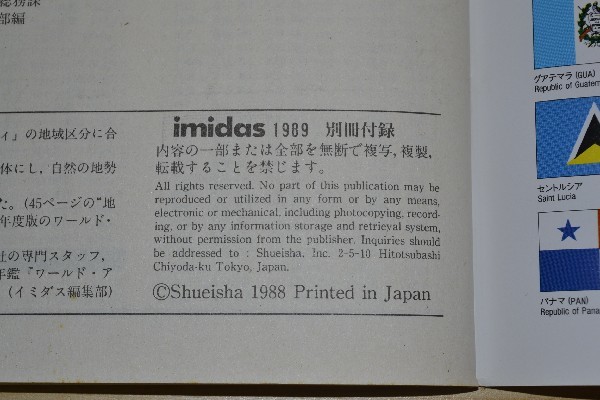 部編
ィ』の地域区分に合
体にし，自然の地勢
た。(45ページの“地
年度版のワールド・
社の専門スタッフ，
年鑑『ワールド・ア
(イミダス編集部)
imidas 1989 別冊付録
内容の一部または全部を無断で複写，複製，
転載することを禁じます。
All rights reserved. No part of this publication may be
reproduced or utilized in any form or by any means,
electronic or mechanical, including photocopying, record-
ing, or by any information storage and retrieval system,
without permission from the publisher. Inquiries should
be addressed to : Shueisha, Inc. 2-5-10 Hitotsubashi
Chiyoda-ku Tokyo, Japan.
©Shueisha 1988 Printed in Japan
グアテマラ(GUA)
Republic of Guatem
セントルシア
Saint Lucia
パナマ(PAN)
Republic of Pana